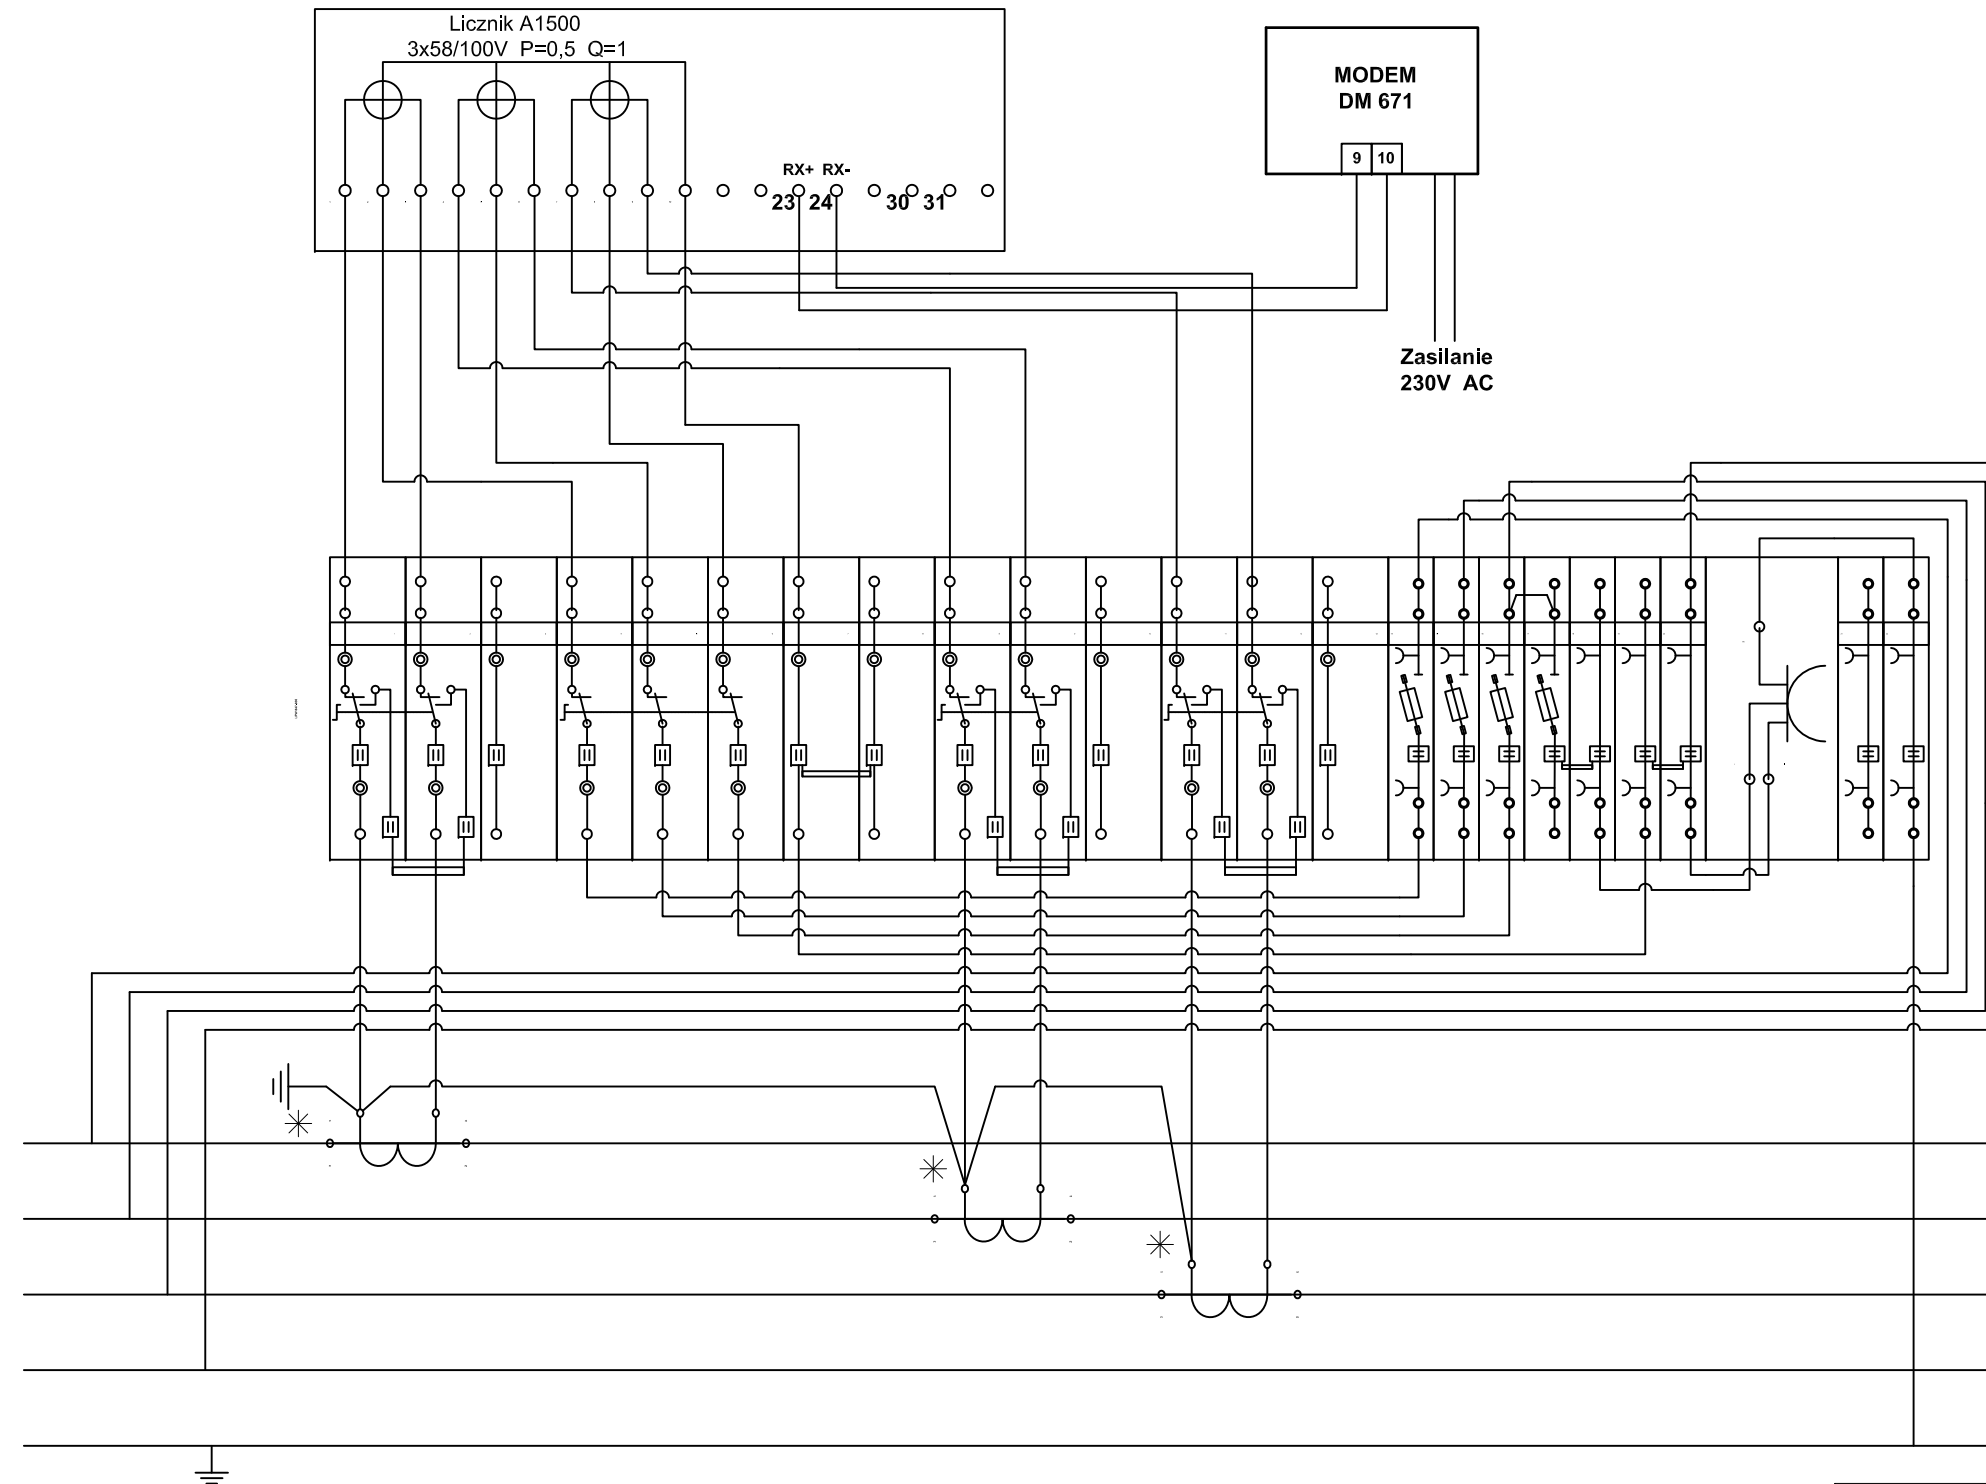 Licznik A1500
3x58/100V P=0,5 Q=1
MODEM
DM 671
9 10
RX+ RX-
23 24 30 31
Zasilanie
230V AC